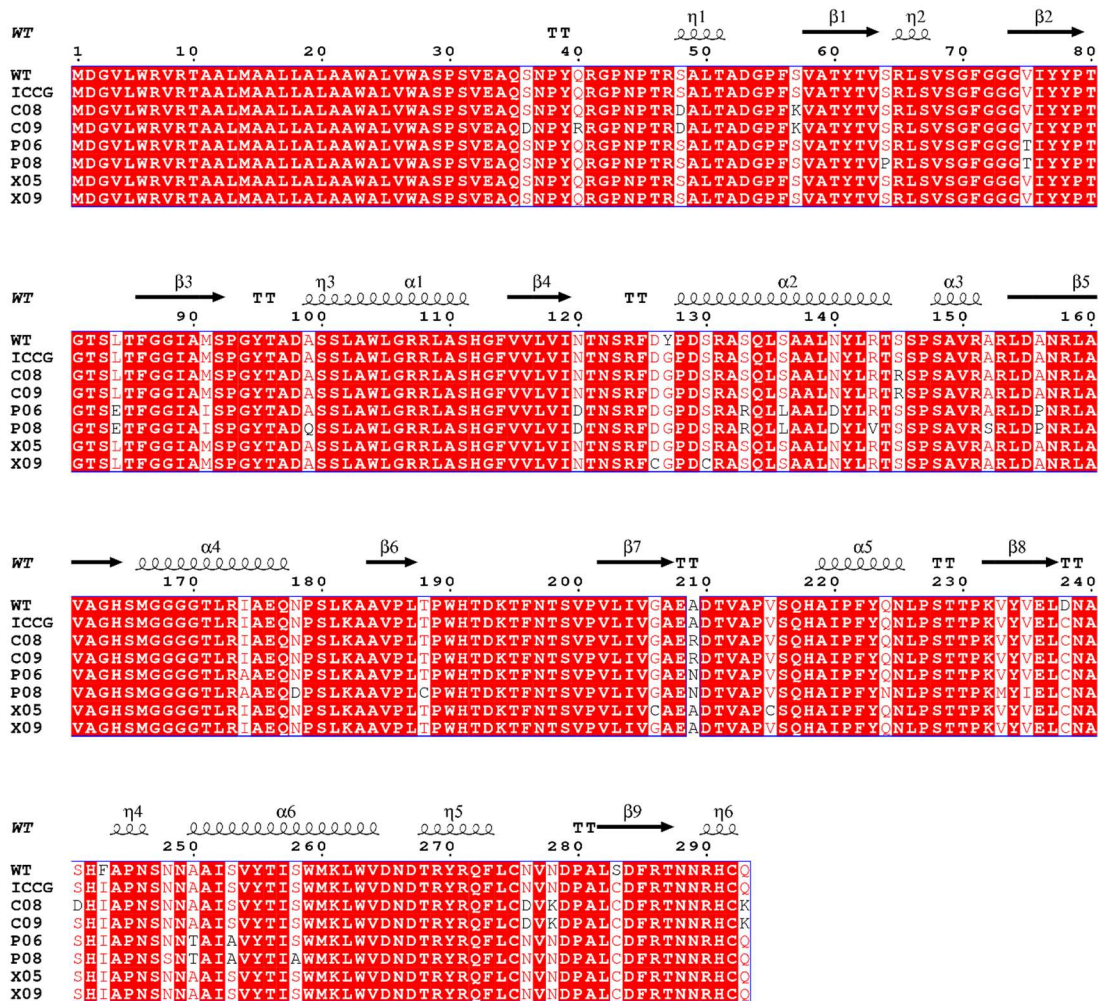 WT TT η1 β1 η2 β2
1 10 20 30 40 50 60 70 80
WT MDGVLWRVRTAALMAALLALAAWALVWASPSVEAQSNPYQRGPNPTRSALTADGPFSVATYTVSRLSVSGFGGGVIYYPT
ICCG MDGVLWRVRTAALMAALLALAAWALVWASPSVEAQSNPYQRGPNPTRSALTADGPFSVATYTVSRLSVSGFGGGVIYYPT
C08 MDGVLWRVRTAALMAALLALAAWALVWASPSVEAQSNPYQRGPNPTRDALTADGPFKVATYTVSRLSVSGFGGGVIYYPT
C09 MDGVLWRVRTAALMAALLALAAWALVWASPSVEAQDNPYRRGPNPTRDALTADGPFKVATYTVSRLSVSGFGGGVIYYPT
P06 MDGVLWRVRTAALMAALLALAAWALVWASPSVEAQSNPYQRGPNPTRSALTADGPFSVATYTVSRLSVSGFGGGTIYYPT
P08 MDGVLWRVRTAALMAALLALAAWALVWASPSVEAQSNPYQRGPNPTRSALTADGPFSVATYTVPRLSVSGFGGGTIYYPT
X05 MDGVLWRVRTAALMAALLALAAWALVWASPSVEAQSNPYQRGPNPTRSALTADGPFSVATYTVSRLSVSGFGGGVIYYPT
X09 MDGVLWRVRTAALMAALLALAAWALVWASPSVEAQSNPYQRGPNPTRSALTADGPFSVATYTVSRLSVSGFGGGVIYYPT
WT β3 TT η3 α1 β4 TT α2 α3 β5
90 100 110 120 130 140 150 160
WT GTSLTFGGIAMSPGYTADASSLAWLGRRLASHGFVVLVINTNSRFDYPDSRASQLSAALNYLRTSSPSAVRARLDANRLA
ICCG GTSLTFGGIAMSPGYTADASSLAWLGRRLASHGFVVLVINTNSRFDGPDSRASQLSAALNYLRTSSPSAVRARLDANRLA
C08 GTSLTFGGIAMSPGYTADASSLAWLGRRLASHGFVVLVINTNSRFDGPDSRASQLSAALNYLRTRSPSAVRARLDANRLA
C09 GTSLTFGGIAMSPGYTADASSLAWLGRRLASHGFVVLVINTNSRFDGPDSRASQLSAALNYLRTRSPSAVRARLDANRLA
P06 GTSETFGGIAISPGYTADASSLAWLGRRLASHGFVVLVIDTNSRFDGPDSRARQLLAALDYLRTSSPSAVRARLDPNRLA
P08 GTSETFGGIAISPGYTADQSSLAWLGRRLASHGFVVLVIDTNSRFDGPDSRARQLLAALDYLVTSSPSAVRSRLDPNRLA
X05 GTSLTFGGIAMSPGYTADASSLAWLGRRLASHGFVVLVINTNSRFDGPDSRASQLSAALNYLRTSSPSAVRARLDANRLA
X09 GTSLTFGGIAMSPGYTADASSLAWLGRRLASHGFVVLVINTNSRFCGPDCRASQLSAALNYLRTSSPSAVRARLDANRLA
WT α4 β6 β7 TT α5 TT β8 TT
170 180 190 200 210 220 230 240
WT VAGHSMGGGGTLRIAEQNPSLKAAVPLTPWHTDKTFNTSVPVLIVGAEADTVAPVSQHAIPFYQNLPSTTPKVYVELDNA
ICCG VAGHSMGGGGTLRIAEQNPSLKAAVPLTPWHTDKTFNTSVPVLIVGAEADTVAPVSQHAIPFYQNLPSTTPKVYVELCNA
C08 VAGHSMGGGGTLRIAEQNPSLKAAVPLTPWHTDKTFNTSVPVLIVGAERDTVAPVSQHAIPFYQNLPSTTPKVYVELCNA
C09 VAGHSMGGGGTLRIAEQNPSLKAAVPLTPWHTDKTFNTSVPVLIVGAERDTVAPVSQHAIPFYQNLPSTTPKVYVELCNA
P06 VAGHSMGGGGTLRAAEQNPSLKAAVPLTPWHTDKTFNTSVPVLIVGAENDTVAPVSQHAIPFYQNLPSTTPKVYVELCNA
P08 VAGHSMGGGGTLRAAEQDPSLKAAVPLCPWHTDKTFNTSVPVLIVGAENDTVAPVSQHAIPFYNNLPSTTPKMYIELCNA
X05 VAGHSMGGGGTLRIAEQNPSLKAAVPLTPWHTDKTFNTSVPVLIVCAEADTVAPCSQHAIPFYQNLPSTTPKVYVELCNA
X09 VAGHSMGGGGTLRIAEQNPSLKAAVPLTPWHTDKTFNTSVPVLIVGAEADTVAPVSQHAIPFYQNLPSTTPKVYVELCNA
WT η4 α6 η5 TT β9 η6
250 260 270 280 290
WT SHFAPNSNNAAISVYTISWMKLWVDNDTRYRQFLCNVNDPALSDFRTNNRHCQ
ICCG SHIAPNSNNAAISVYTISWMKLWVDNDTRYRQFLCNVNDPALCDFRTNNRHCQ
C08 DHIAPNSNNAAISVYTISWMKLWVDNDTRYRQFLCDVKDPALCDFRTNNRHCK
C09 SHIAPNSNNAAISVYTISWMKLWVDNDTRYRQFLCDVKDPALCDFRTNNRHCK
P06 SHIAPNSNNTAIAVYTISWMKLWVDNDTRYRQFLCNVNDPALCDFRTNNRHCQ
P08 SHIAPNSSNTAIAVYTIAWMKLWVDNDTRYRQFLCNVNDPALCDFRTNNRHCQ
X05 SHIAPNSNNAAISVYTISWMKLWVDNDTRYRQFLCNVNDPALCDFRTNNRHCQ
X09 SHIAPNSNNAAISVYTISWMKLWVDNDTRYRQFLCNVNDPALCDFRTNNRHCQ